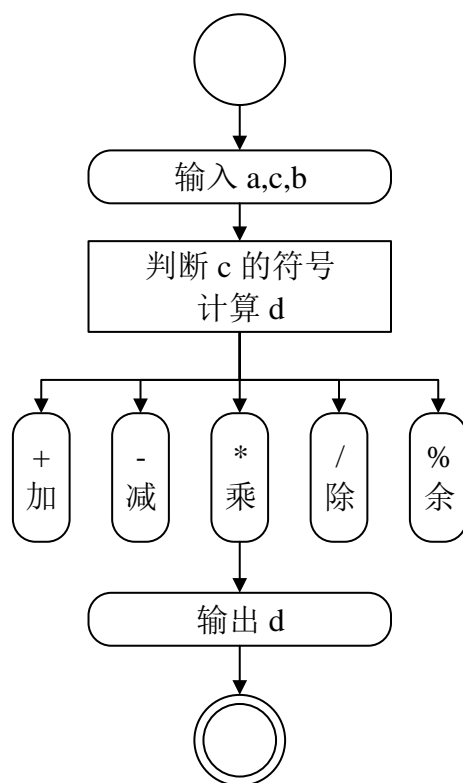 输入 a,c,b
判断 c 的符号
计算 d
+
加
-
减
*
乘
/
除
%
余
输出 d